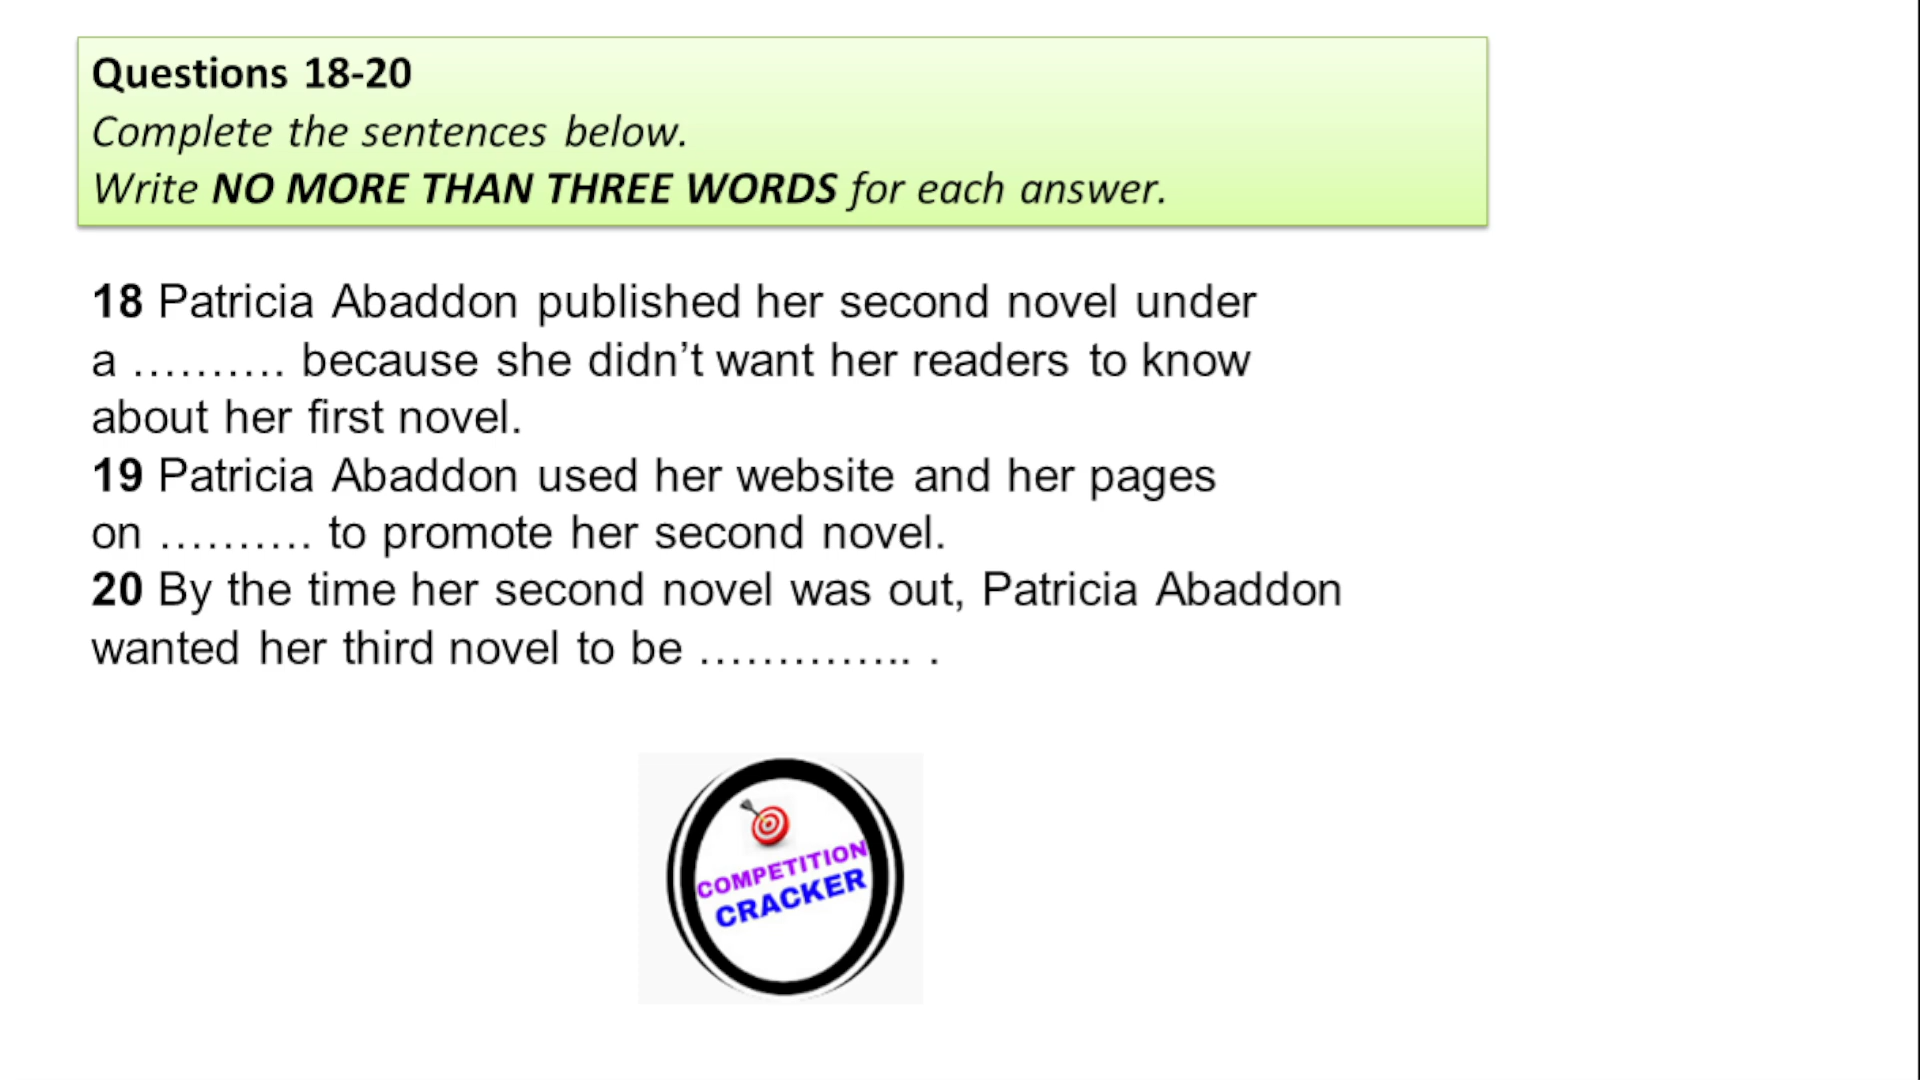 Questions 18-20
Complete the sentences below.
Write NO MORE THAN THREE WORDS for each answer.
18 Patricia Abaddon published her second novel under
a ………. because she didn’t want her readers to know
about her first novel.
19 Patricia Abaddon used her website and her pages
on ………. to promote her second novel.
20 By the time her second novel was out, Patricia Abaddon
wanted her third novel to be ………….. .
COMPETITION
CRACKER